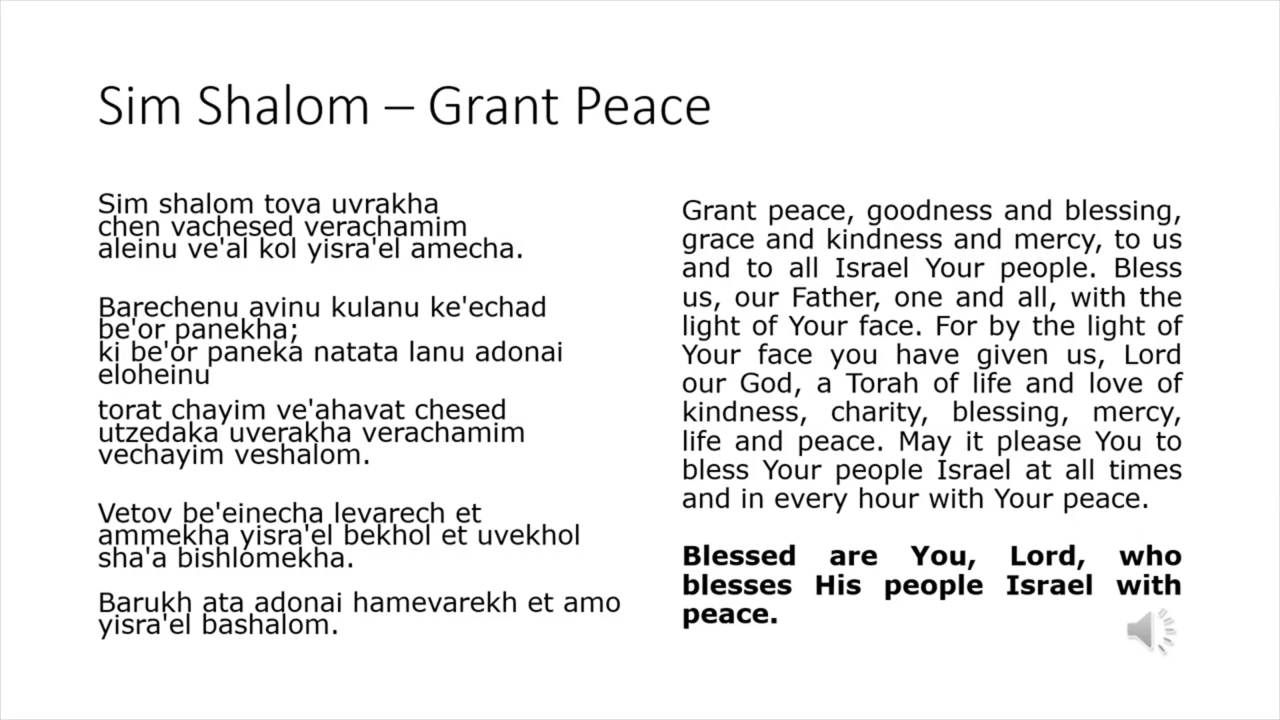 Sim Shalom – Grant Peace
Sim shalom tova uvrakha
chen vachesed verachamim
aleinu ve'al kol yisra'el amecha.
Barechenu avinu kulanu ke'echad
be'or panekha;
ki be'or paneka natata lanu adonai
eloheinu
torat chayim ve'ahavat chesed
utzedaka uverakha verachamim
vechayim veshalom.
Vetov be'einecha levarech et
ammekha yisra'el bekhol et uvekhol
sha'a bishlomekha.
Barukh ata adonai hamevarekh et amo
yisra'el bashalom.
Grant peace, goodness and blessing,
grace and kindness and mercy, to us
and to all Israel Your people. Bless
us, our Father, one and all, with the
light of Your face. For by the light of
Your face you have given us, Lord
our God, a Torah of life and love of
kindness, charity, blessing, mercy,
life and peace. May it please You to
bless Your people Israel at all times
and in every hour with Your peace.
Blessed are You, Lord, who
blesses His people Israel with
peace.